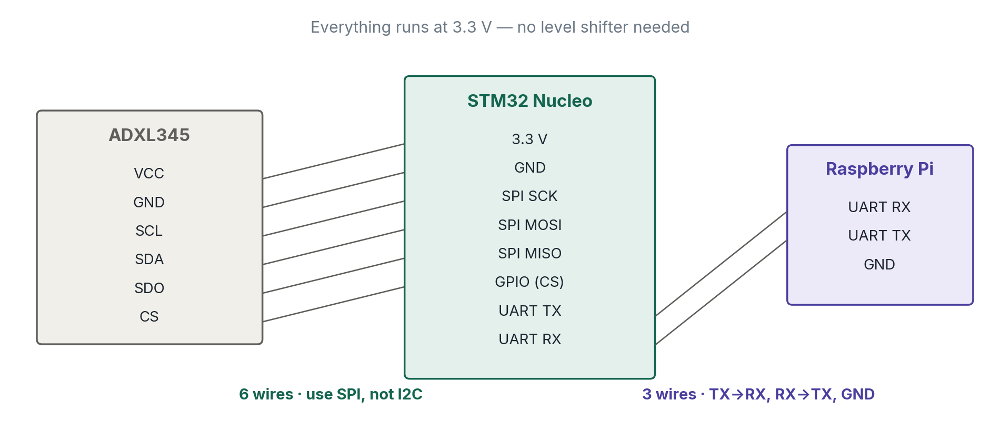 Everything runs at 3.3 V — no level shifter needed
ADXL345
VCC
GND
SCL
SDA
SDO
CS
STM32 Nucleo
3.3 V
GND
SPI SCK
SPI MOSI
SPI MISO
GPIO (CS)
UART TX
UART RX
Raspberry Pi
UART RX
UART TX
GND
6 wires · use SPI, not I2C
3 wires · TX→RX, RX→TX, GND